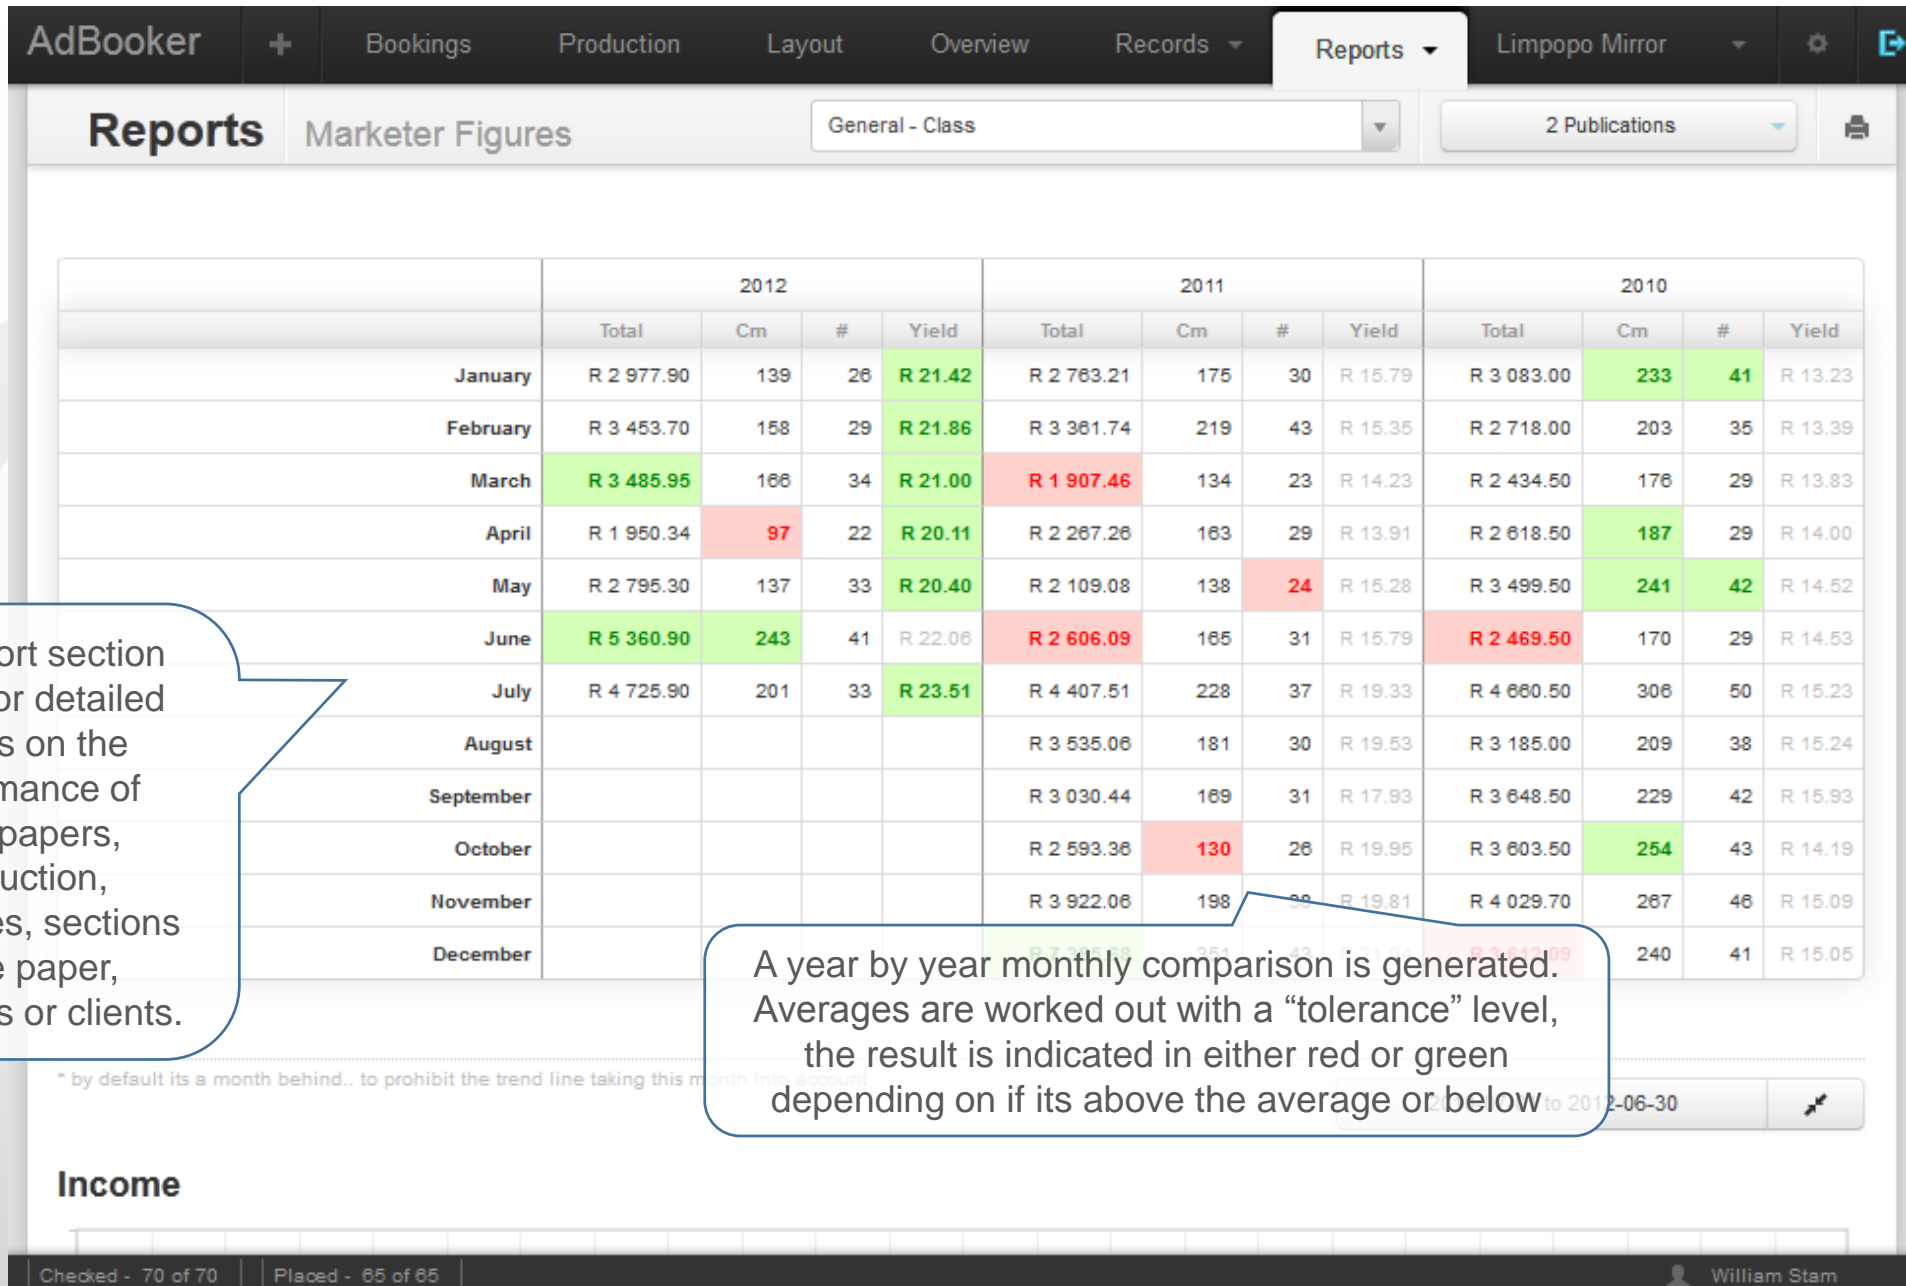 AdBooker + Bookings Production Layout Overview Records Reports Limpopo Mirror
Reports Marketer Figures General - Class 2 Publications
2012 2011 2010
Total Cm # Yield Total Cm # Yield Total Cm # Yield
January R 2 977.90 139 26 R 21.42 R 2 763.21 175 30 R 15.79 R 3 083.00 233 41 R 13.23
February R 3 453.70 158 29 R 21.86 R 3 361.74 219 43 R 15.35 R 2 718.00 203 35 R 13.39
March R 3 485.95 166 34 R 21.00 R 1 907.46 134 23 R 14.23 R 2 434.50 176 29 R 13.83
April R 1 950.34 97 22 R 20.11 R 2 267.26 163 29 R 13.91 R 2 618.50 187 29 R 14.00
May R 2 795.30 137 33 R 20.40 R 2 109.08 138 24 R 15.28 R 3 499.50 241 42 R 14.52
June R 5 360.90 243 41 R 22.06 R 2 606.09 165 31 R 15.79 R 2 469.50 170 29 R 14.53
July R 4 725.90 201 33 R 23.51 R 4 407.51 228 37 R 19.33 R 4 660.50 306 50 R 15.23
August R 3 535.06 181 30 R 19.53 R 3 185.00 209 38 R 15.24
September R 3 030.44 169 31 R 17.93 R 3 648.50 229 42 R 15.93
October R 2 593.36 130 26 R 19.95 R 3 603.50 254 43 R 14.19
November R 3 922.06 198 R 19.81 R 4 029.70 267 46 R 15.09
December 240 41 R 15.05
ort section
or detailed
s on the
mance of
papers,
uction,
es, sections
e paper,
s or clients.
A year by year monthly comparison is generated.
Averages are worked out with a “tolerance” level,
the result is indicated in either red or green
depending on if its above the average or below
* by default its a month behind.. to prohibit the trend line taking this month into account
to 2012-06-30
Income
Checked - 70 of 70 Placed - 65 of 65 William Stam